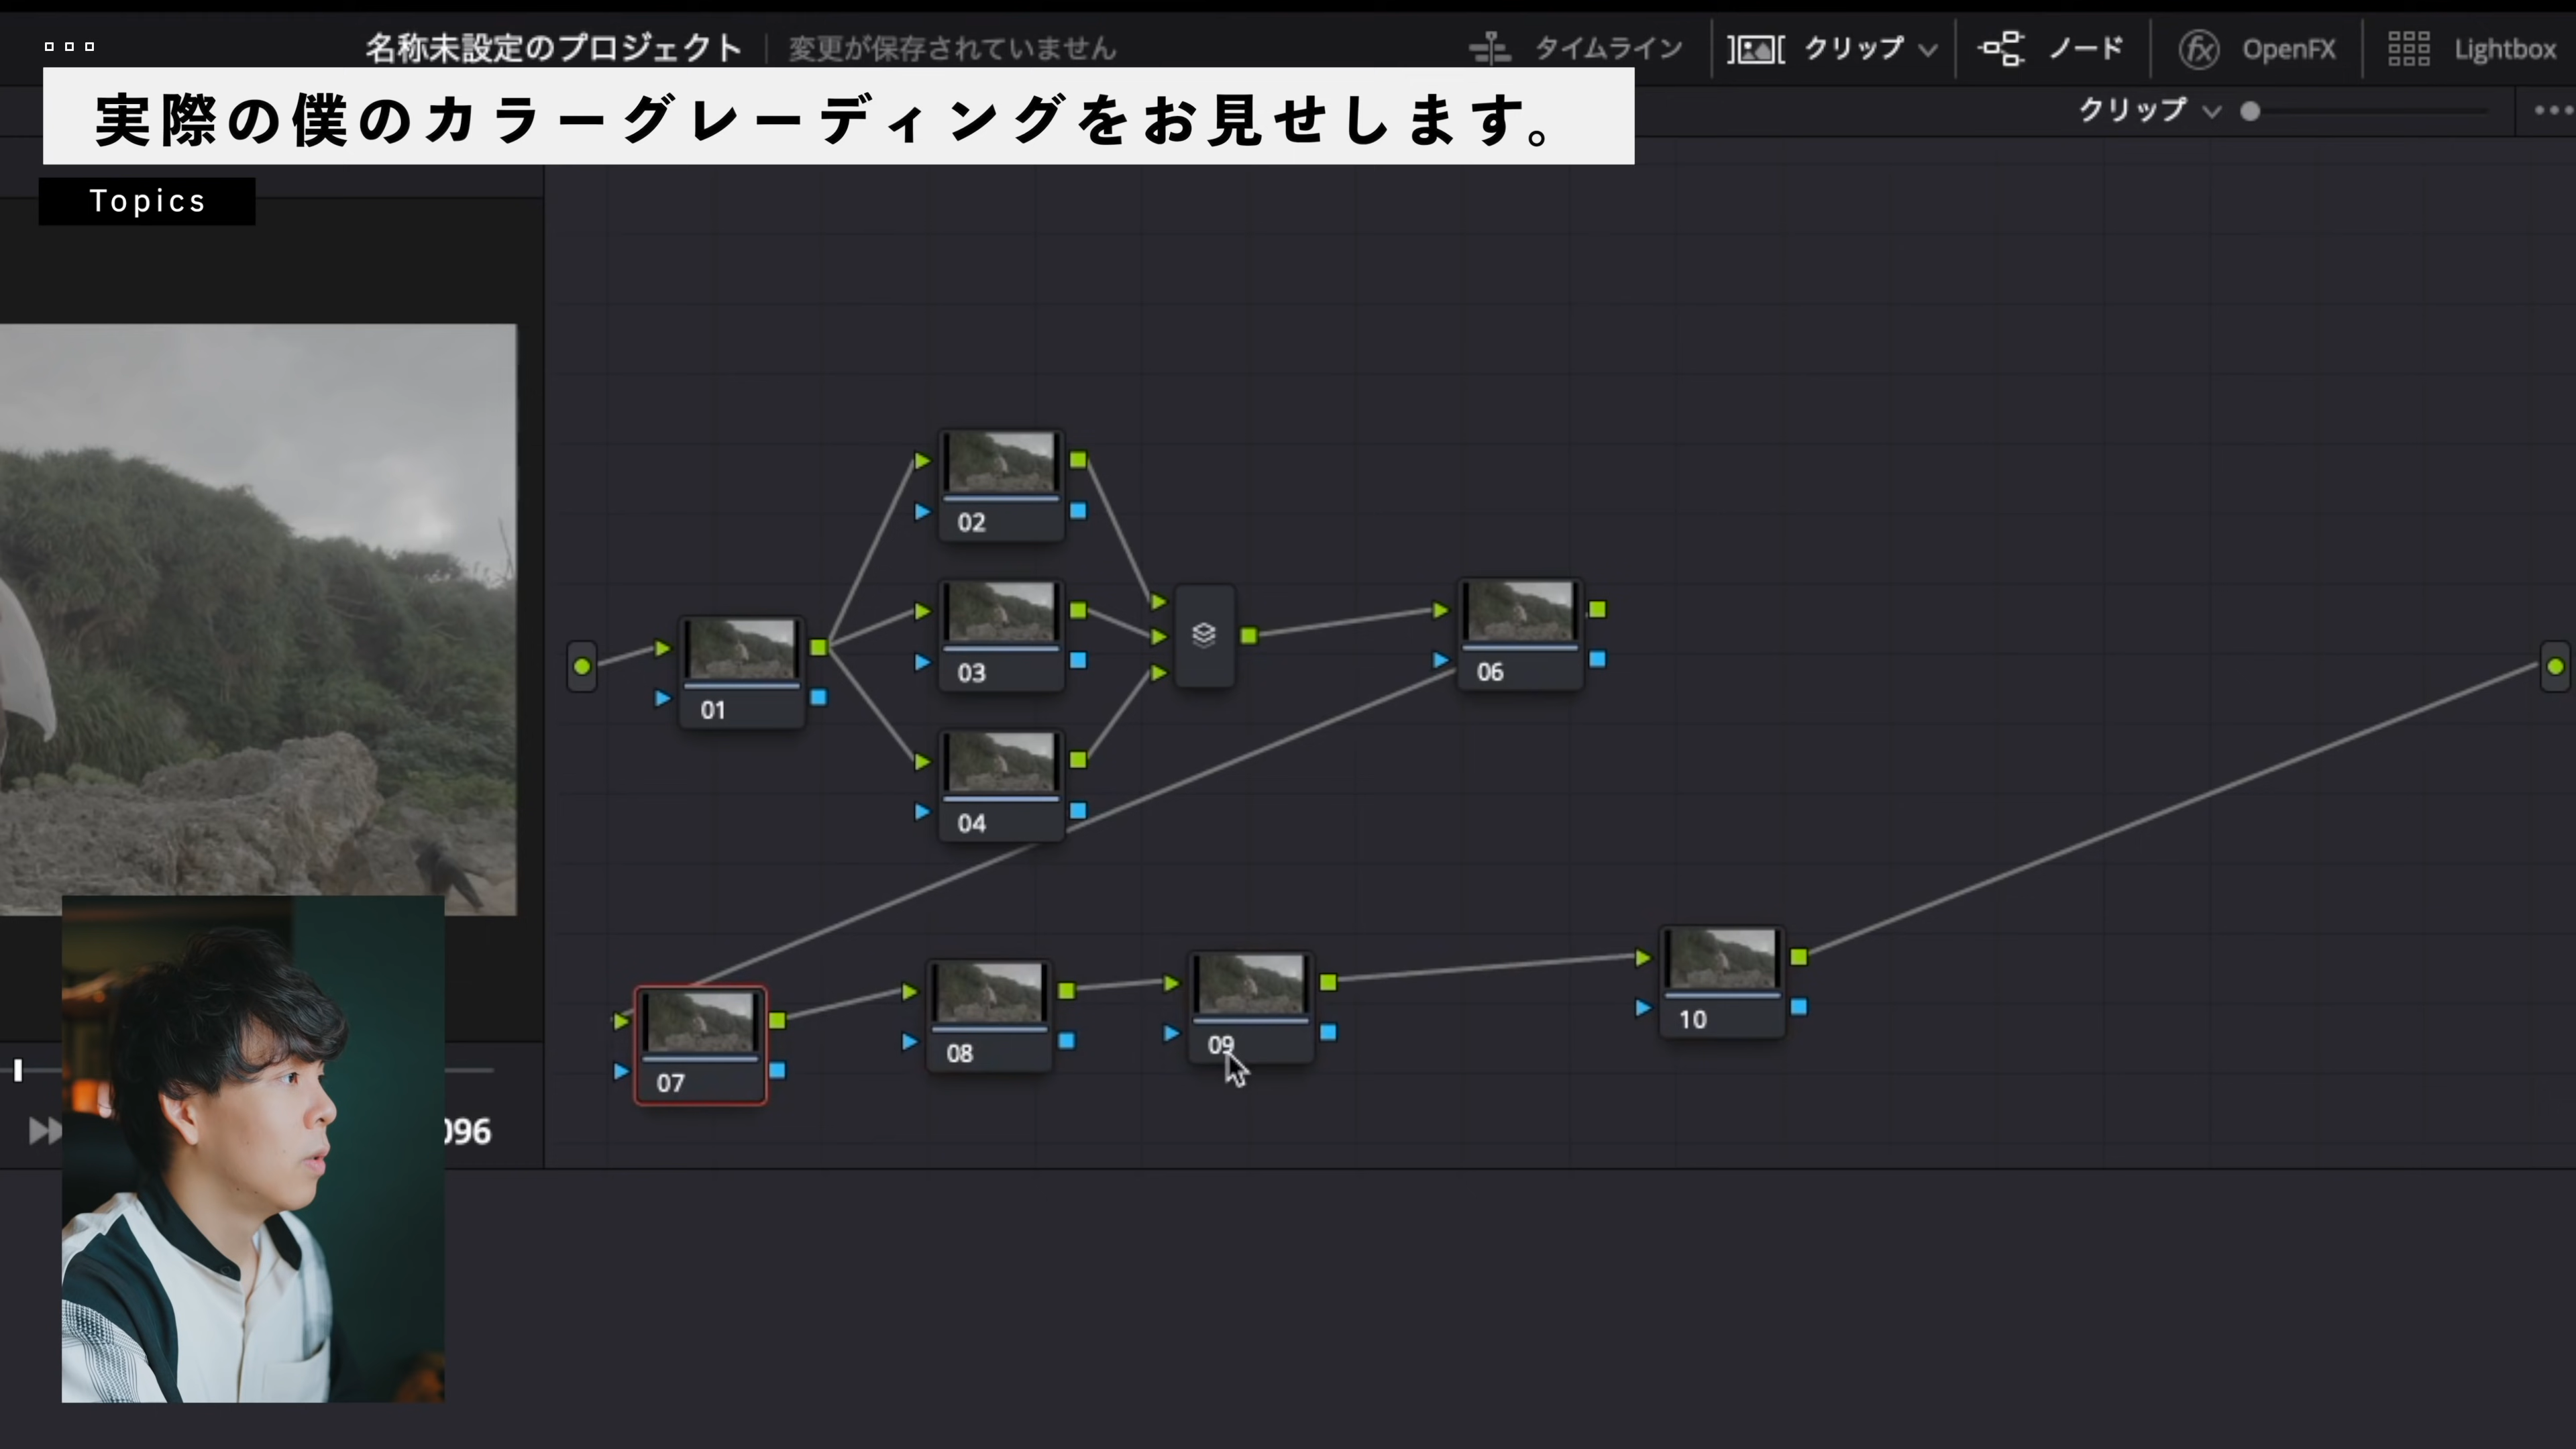 名称未設定のプロジェクト
変更が保存されていません
タイムライン
クリップ
ノード
OpenFX
Lightbox
実際の僕のカラーグレーディングをお見せします。
クリップ
Topics
02
03
06
01
04
10
09
08
07
096